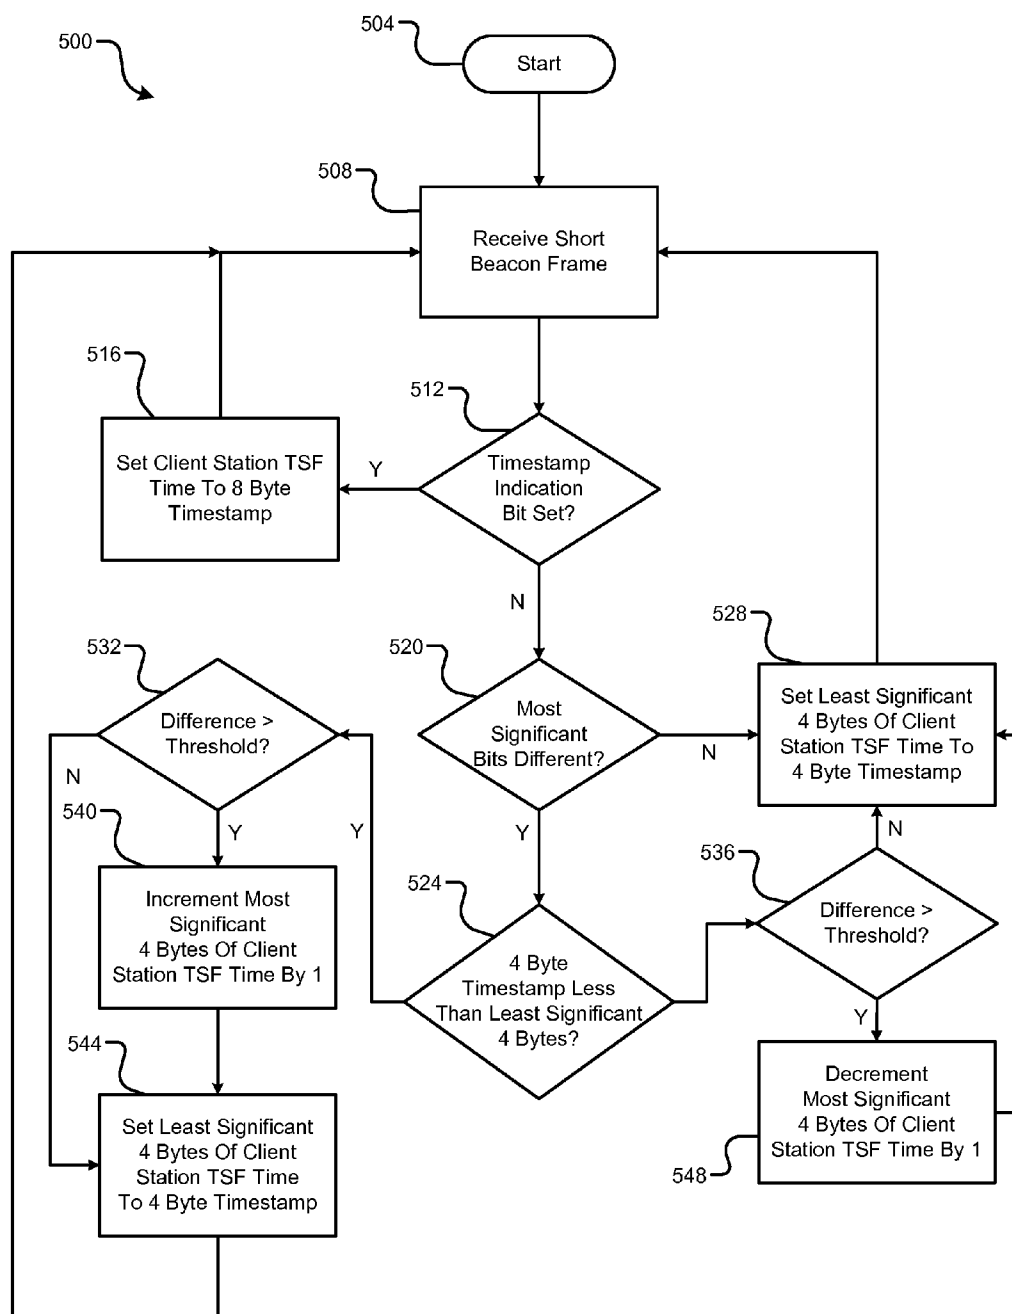 500
504
Start
508
Receive Short
Beacon Frame
516
Set Client Station TSF
Time To 8 Byte
Timestamp
Y
512
Timestamp
Indication
Bit Set?
N
532
Difference >
Threshold?
N
Y
520
Most
Significant
Bits Different?
N
Y
528
Set Least Significant
4 Bytes Of Client
Station TSF Time To
4 Byte Timestamp
540
Increment Most
Significant
4 Bytes Of Client
Station TSF Time By 1
Y
524
4 Byte
Timestamp Less
Than Least Significant
4 Bytes?
536
N
Difference >
Threshold?
Y
544
Set Least Significant
4 Bytes Of Client
Station TSF Time
To 4 Byte Timestamp
548
Decrement
Most Significant
4 Bytes Of Client
Station TSF Time By 1